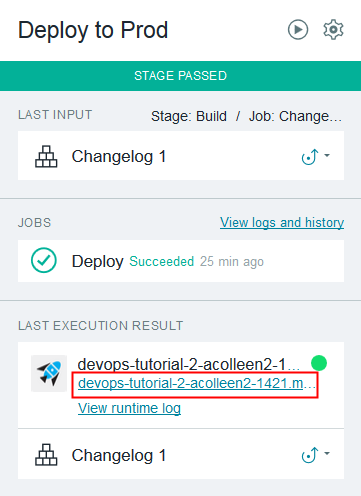 Deploy to Prod
STAGE PASSED
LAST INPUT Stage: Build / Job: Change...
Changelog 1
JOBS View logs and history
Deploy Succeeded 25 min ago
LAST EXECUTION RESULT
devops-tutorial-2-acolleen2-1...
devops-tutorial-2-acolleen2-1421.m...
View runtime log
Changelog 1